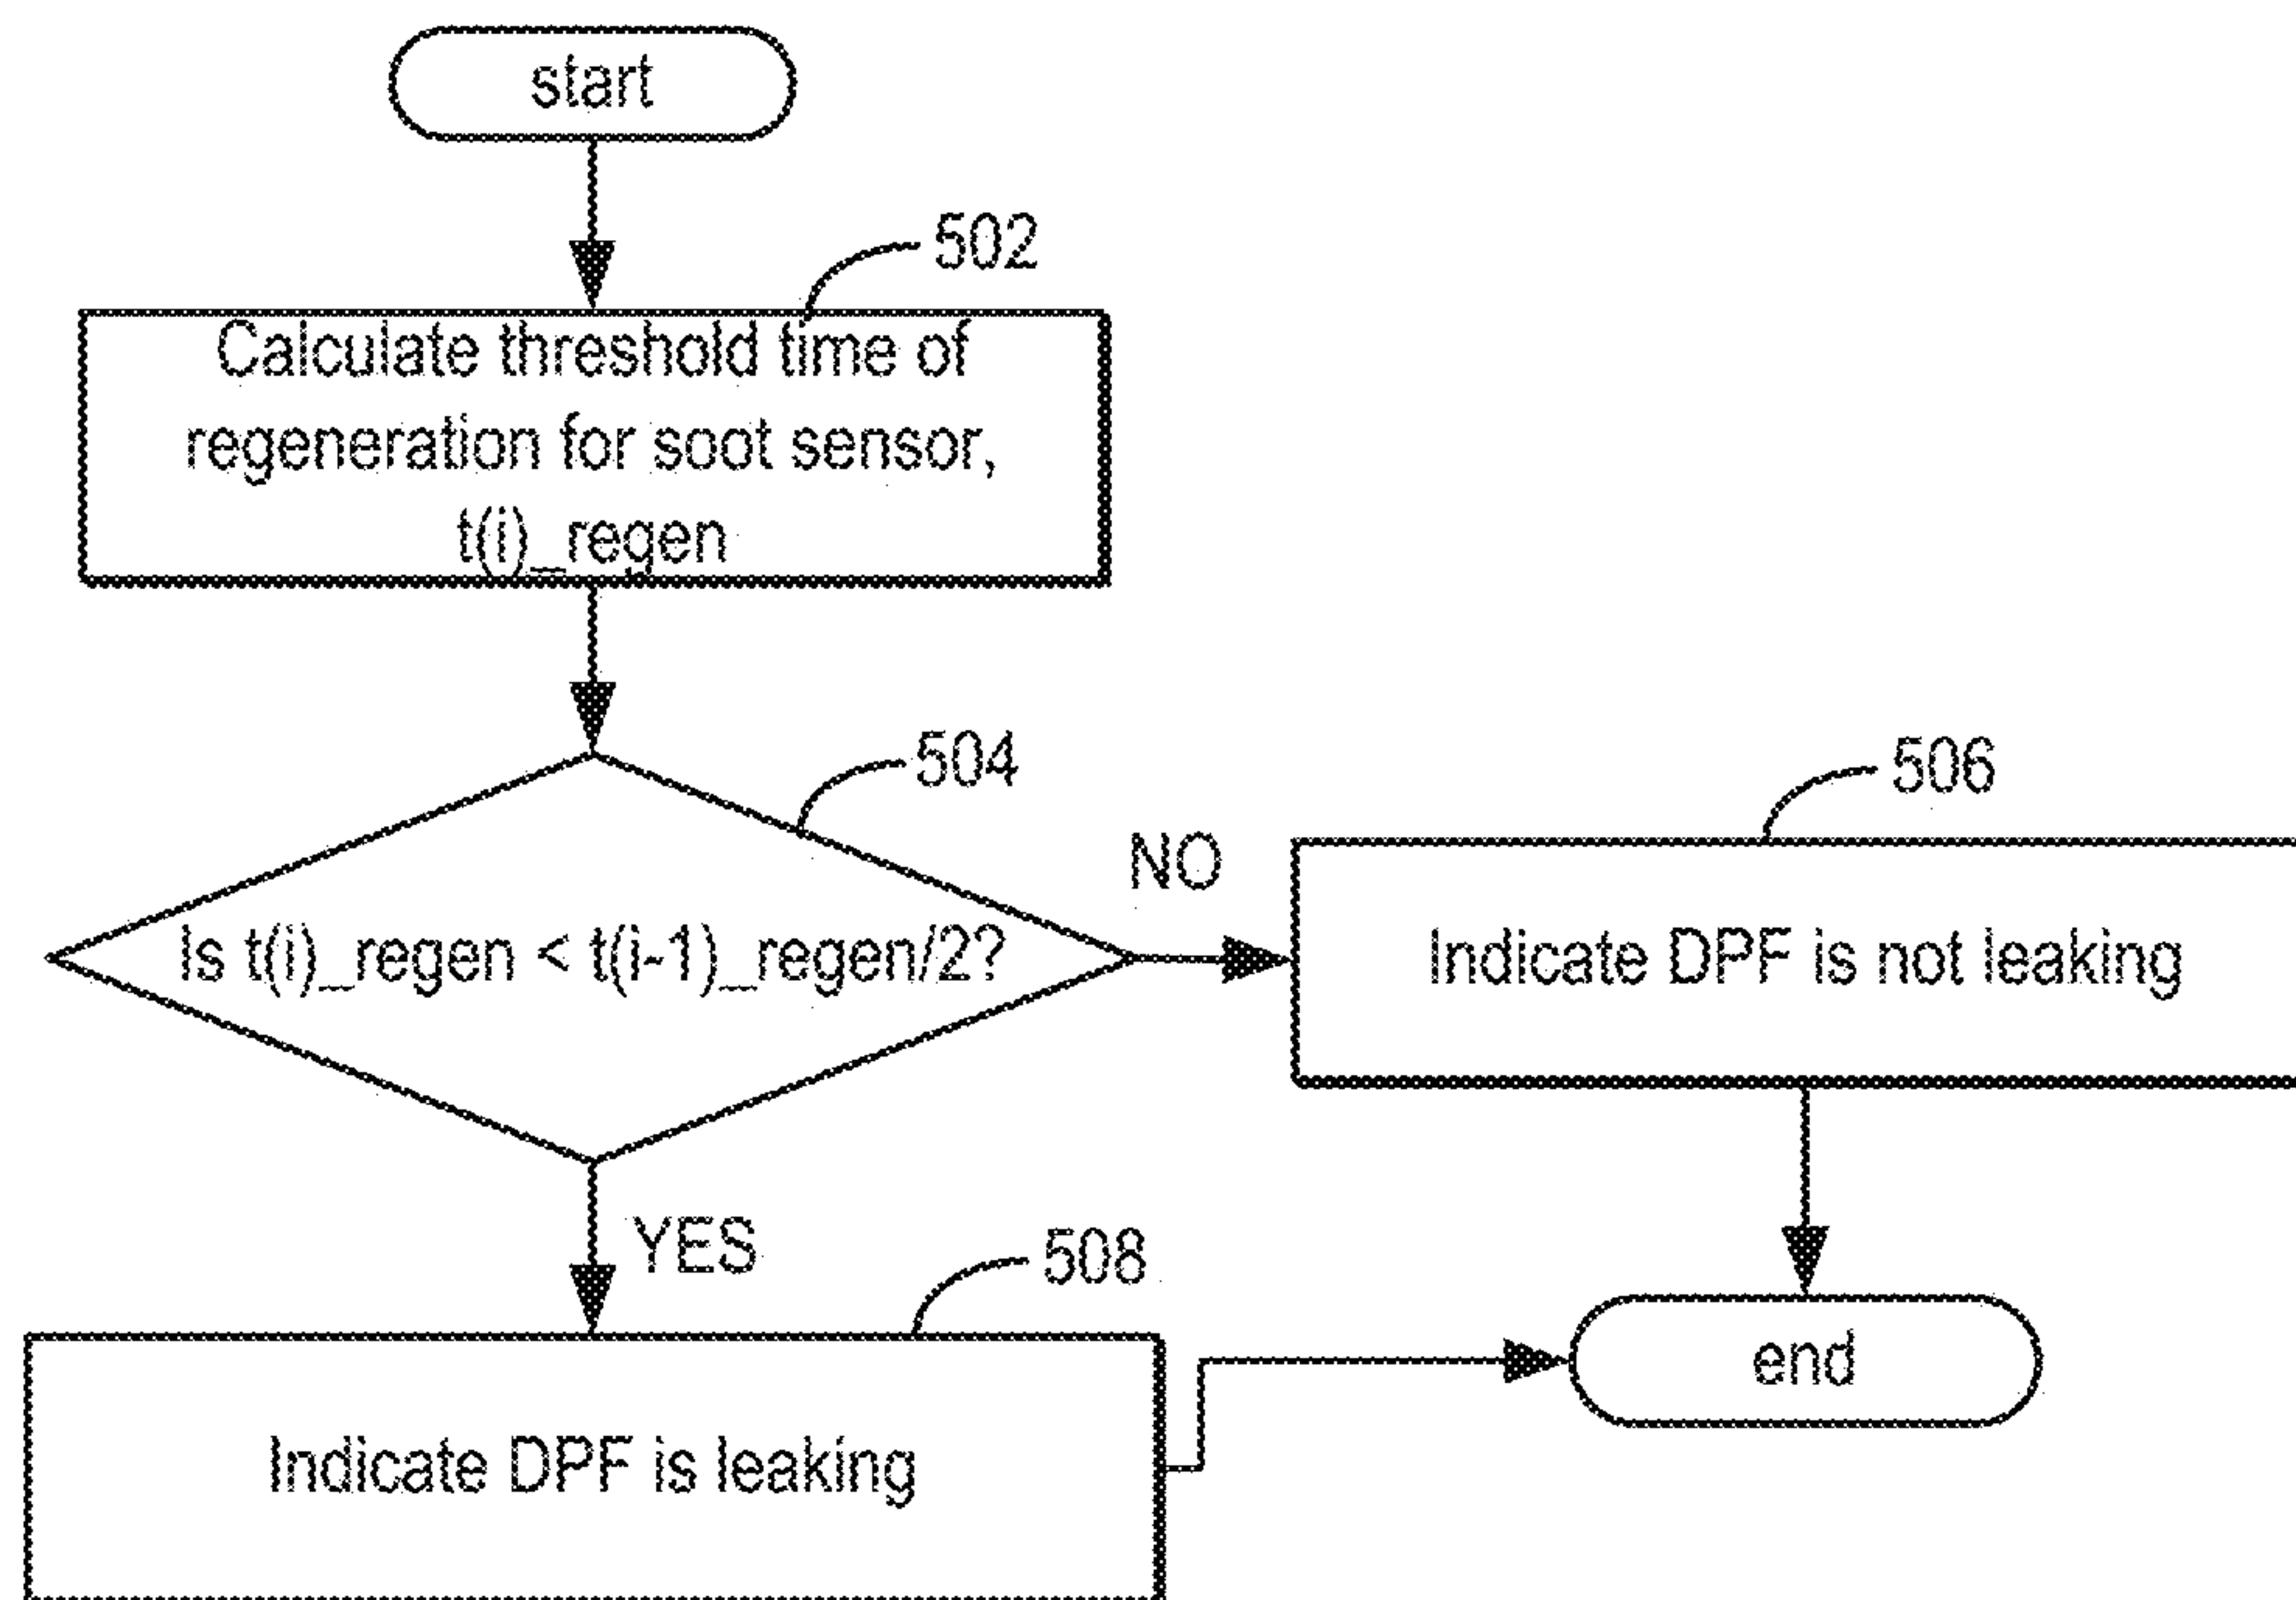 start
502
Calculate threshold time of
regeneration for soot sensor,
t(i)_regen
504
Is t(i)_regen < t(i-1)_regen/2?
NO
506
Indicate DPF is not leaking
YES
508
Indicate DPF is leaking
end